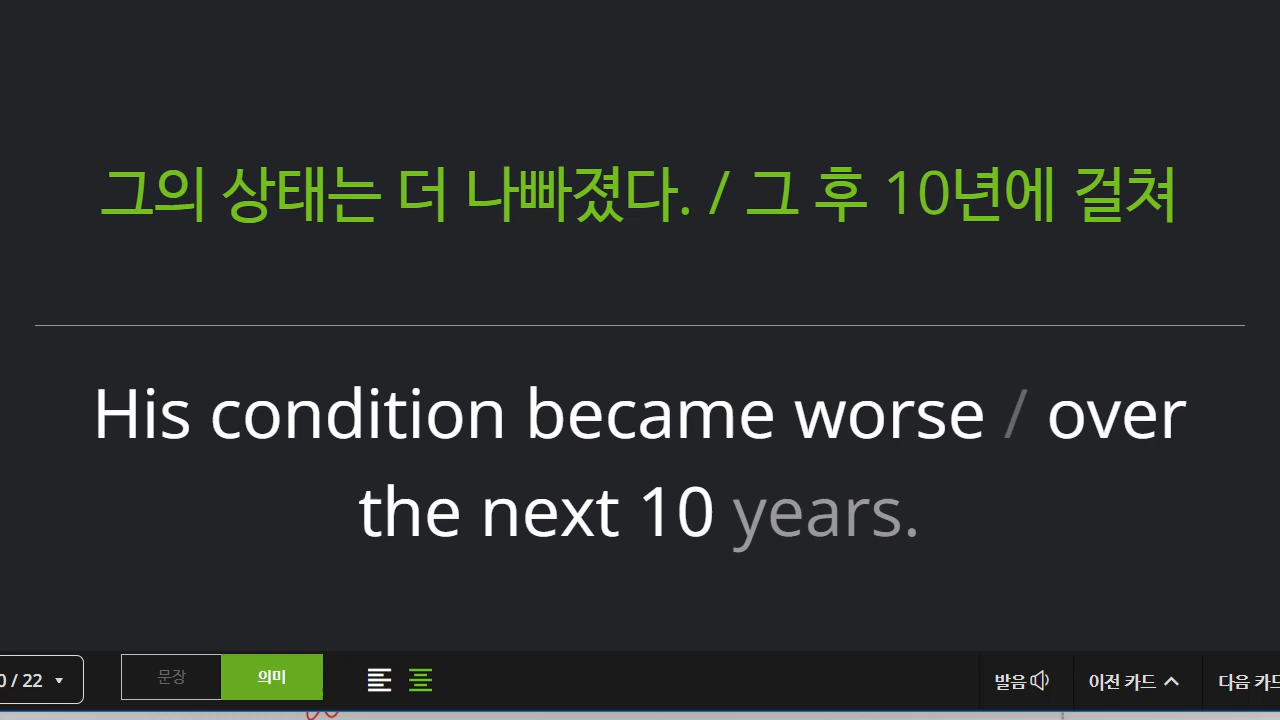 그의 상태는 더 나빠졌다. / 그 후 10년에 걸쳐
His condition became worse / over
the next 10 years.
0 / 22 문장 의미 발음 이전 카드 다음 카드